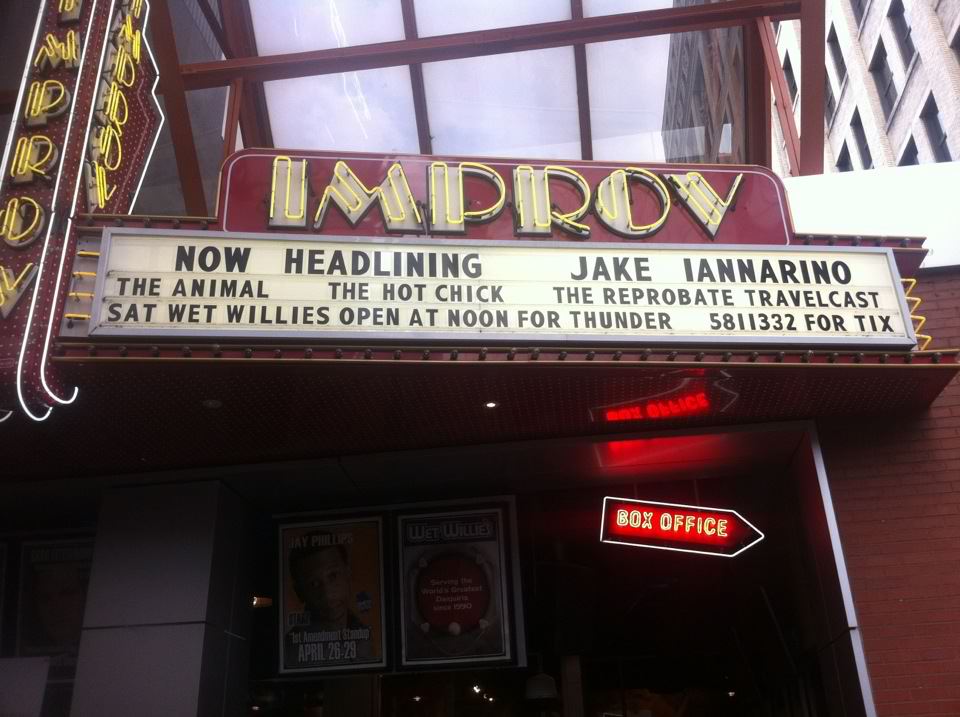 IMPROV
NOW HEADLINING JAKE IANNARINO
THE ANIMAL THE HOT CHICK THE REPROBATE TRAVELCAST
SAT WET WILLIES OPEN AT NOON FOR THUNDER 5811332 FOR TIX
BOX OFFICE
JAY PHILLIPS
"1st Amendment Standup"
APRIL 26-29
WET WILLIE'S
Serving the
World's Greatest
Daiquiris
since 1990